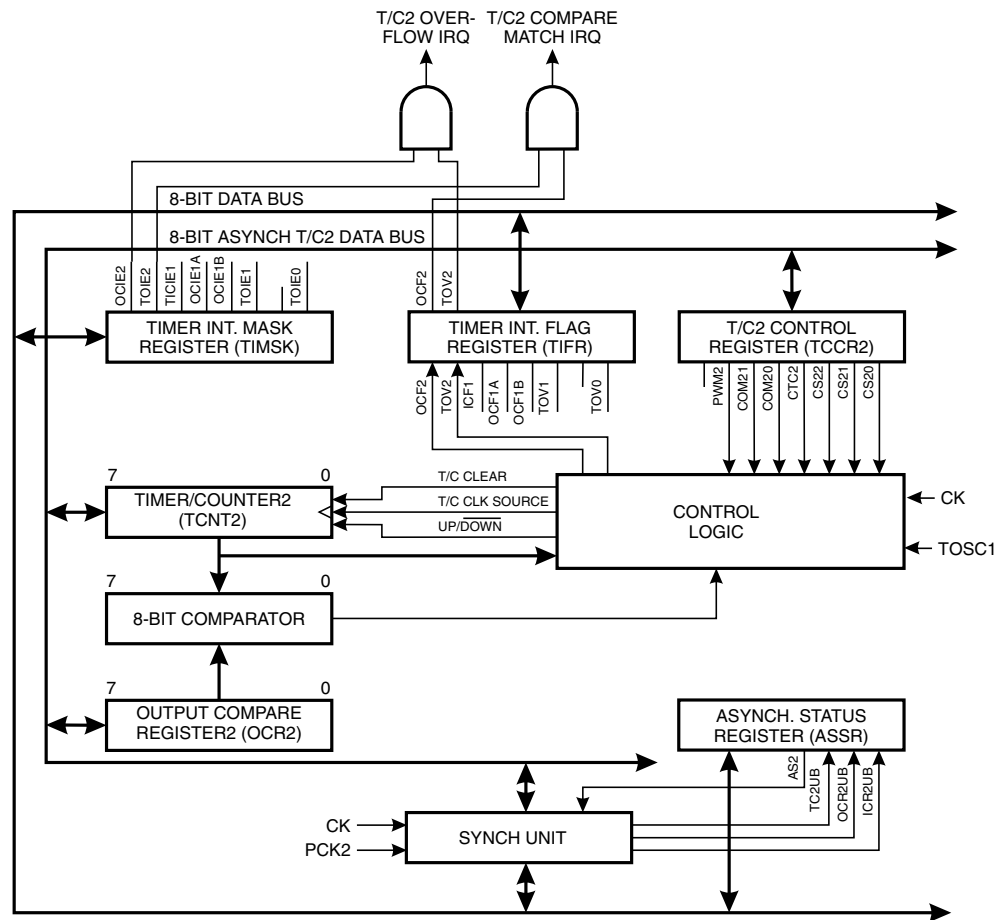 T/C2 OVER-
FLOW IRQ
T/C2 COMPARE
MATCH IRQ
8-BIT DATA BUS
8-BIT ASYNCH T/C2 DATA BUS
OCIE2
TOIE2
TICIE1
OCIE1A
OCIE1B
TOIE1
TOIE0
OCF2
TOV2
TIMER INT. MASK
REGISTER (TIMSK)
TIMER INT. FLAG
REGISTER (TIFR)
T/C2 CONTROL
REGISTER (TCCR2)
OCF2
TOV2
ICF1
OCF1A
OCF1B
TOV1
TOV0
PWM2
COM21
COM20
CTC2
CS22
CS21
CS20
7 0
TIMER/COUNTER2
(TCNT2)
T/C CLEAR
T/C CLK SOURCE
UP/DOWN
CONTROL
LOGIC
CK
TOSC1
7 0
8-BIT COMPARATOR
7 0
OUTPUT COMPARE
REGISTER2 (OCR2)
ASYNCH. STATUS
REGISTER (ASSR)
AS2
TC2UB
OCR2UB
ICR2UB
CK
PCK2
SYNCH UNIT